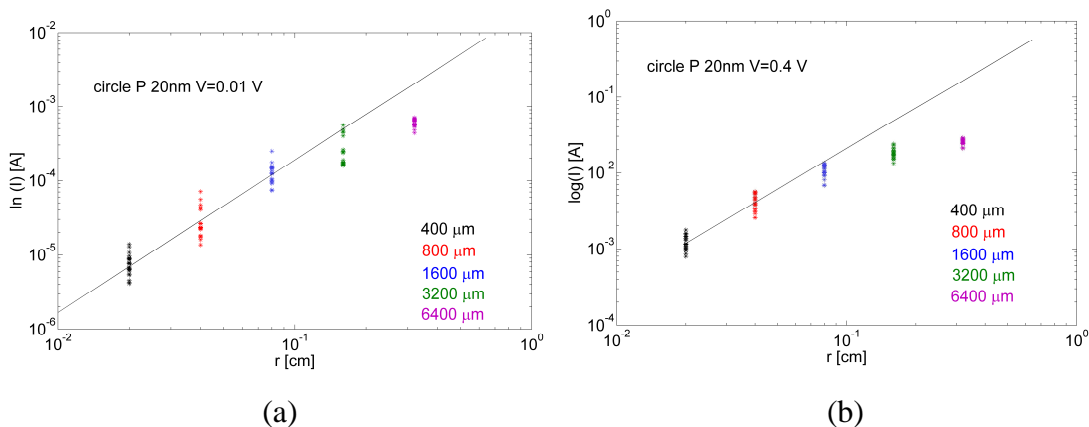 10⁻²
10⁻³
10⁻⁴
10⁻⁵
10⁻⁶
ln (I) [A]
circle P 20nm V=0.01 V
400 μm
800 μm
1600 μm
3200 μm
6400 μm
10⁻² 10⁻¹ 10⁰
r [cm]
(a)
10⁰
10⁻¹
10⁻²
10⁻³
10⁻⁴
log(I) [A]
circle P 20nm V=0.4 V
400 μm
800 μm
1600 μm
3200 μm
6400 μm
10⁻² 10⁻¹ 10⁰
r [cm]
(b)